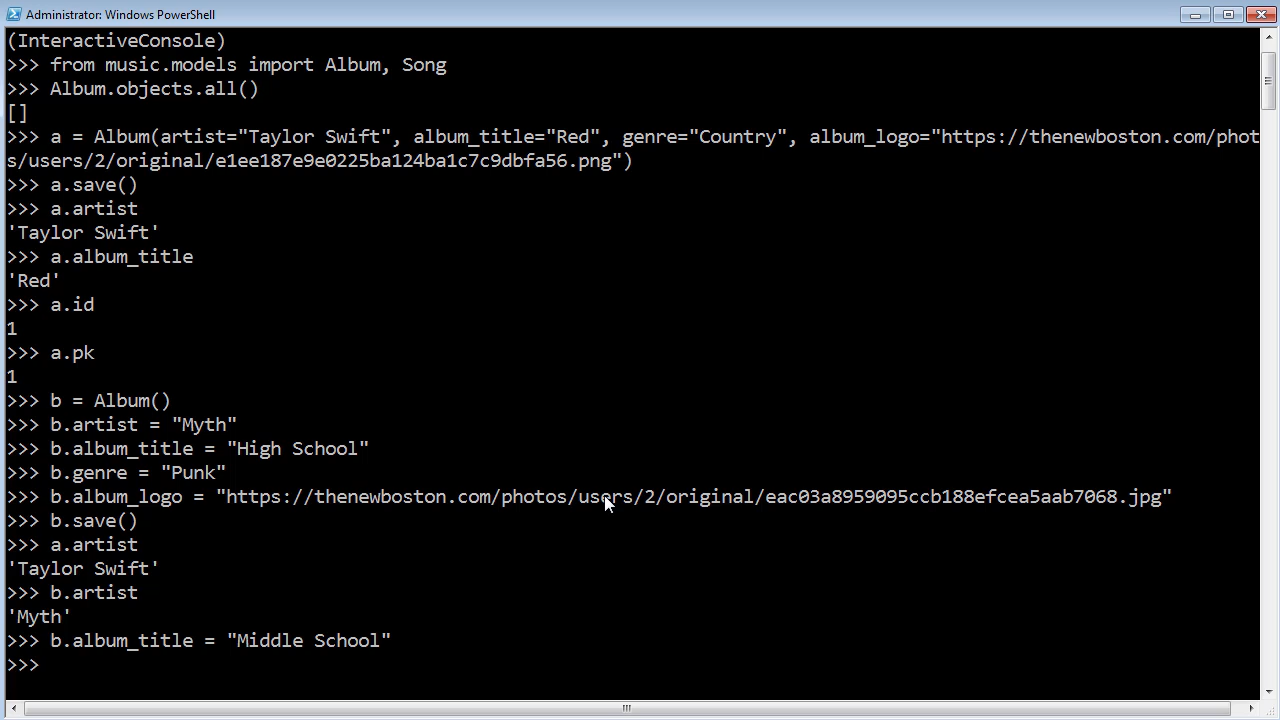 Administrator: Windows PowerShell
(InteractiveConsole)
>>> from music.models import Album, Song
>>> Album.objects.all()
[]
>>> a = Album(artist="Taylor Swift", album_title="Red", genre="Country", album_logo="https://thenewboston.com/phot
s/users/2/original/e1ee187e9e0225ba124ba1c7c9dbfa56.png")
>>> a.save()
>>> a.artist
'Taylor Swift'
>>> a.album_title
'Red'
>>> a.id
1
>>> a.pk
1
>>> b = Album()
>>> b.artist = "Myth"
>>> b.album_title = "High School"
>>> b.genre = "Punk"
>>> b.album_logo = "https://thenewboston.com/photos/users/2/original/eac03a8959095ccb188efcea5aab7068.jpg"
>>> b.save()
>>> a.artist
'Taylor Swift'
>>> b.artist
'Myth'
>>> b.album_title = "Middle School"
>>>